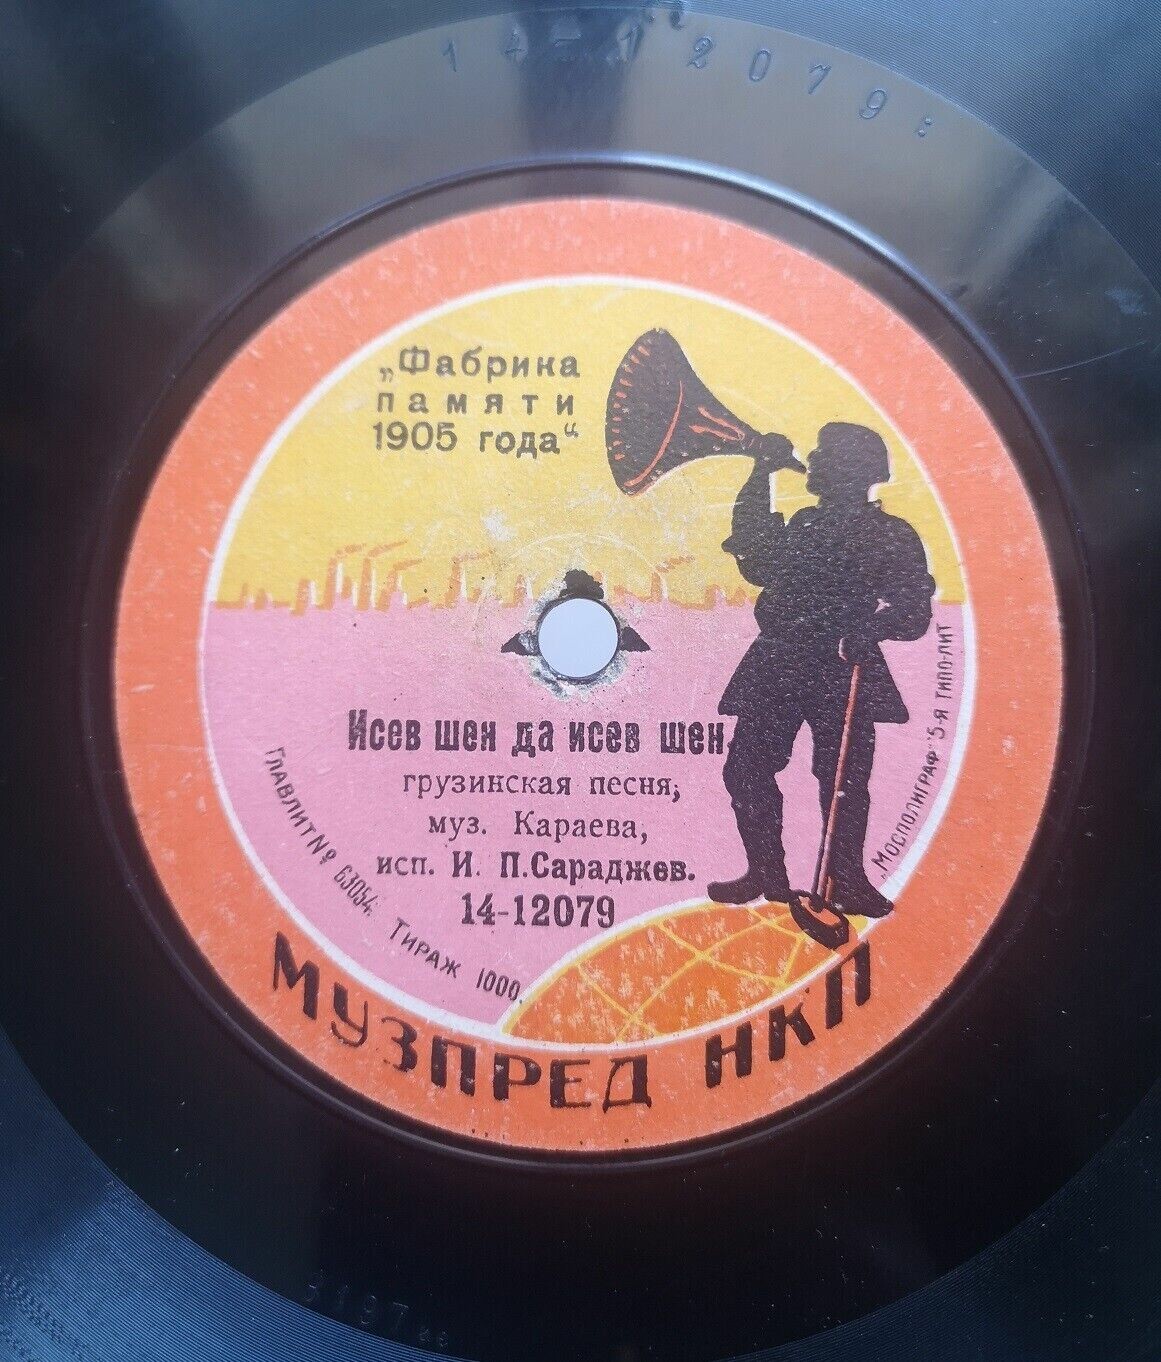 14-12079:
„Фабрика
памяти
1905 года“
Исев шен да исев шен,
грузинская песня;
муз. Караева,
исп. И. П. Сараджев.
14-12079
Главлит № 63054. Тираж 1000.
„Мосполиграф“ 5-я типо-лит
МУЗПРЕД НКП